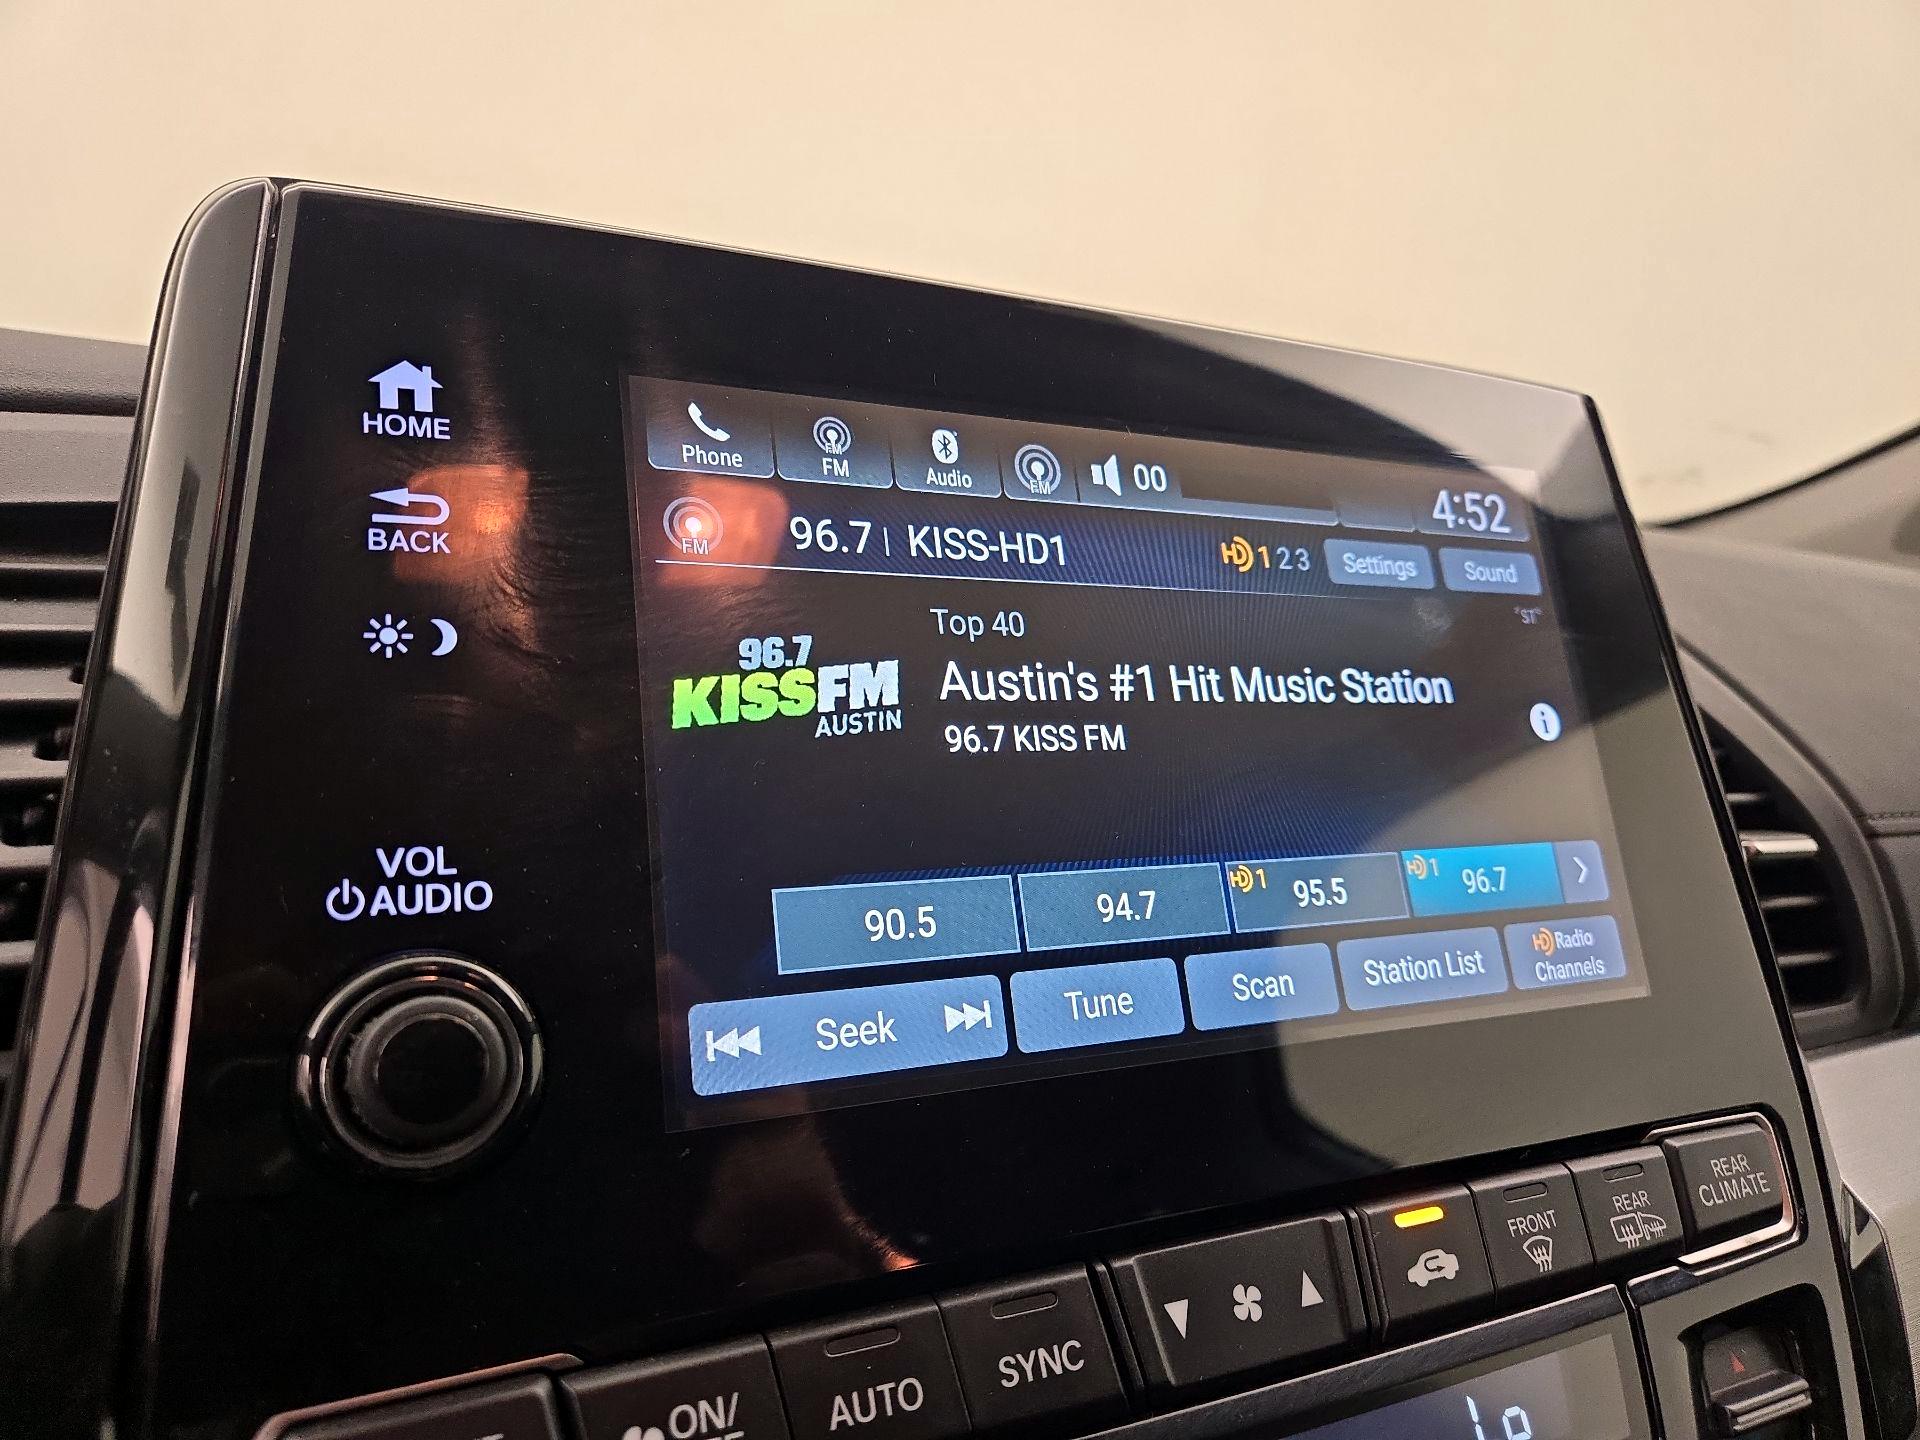 HOME
BACK
VOL
AUDIO
Phone
FM
FM
Audio
FM
00
4:52
FM
96.7 | KISS-HD1
HD 1 2 3
Settings
Sound
"ST"
96.7
KISSFM
AUSTIN
Top 40
Austin's #1 Hit Music Station
96.7 KISS FM
i
90.5
94.7
HD 1
95.5
HD 1
96.7
Seek
Tune
Scan
Station List
HD Radio
Channels
ON/
AUTO
SYNC
FRONT
REAR
REAR
CLIMATE
Lo